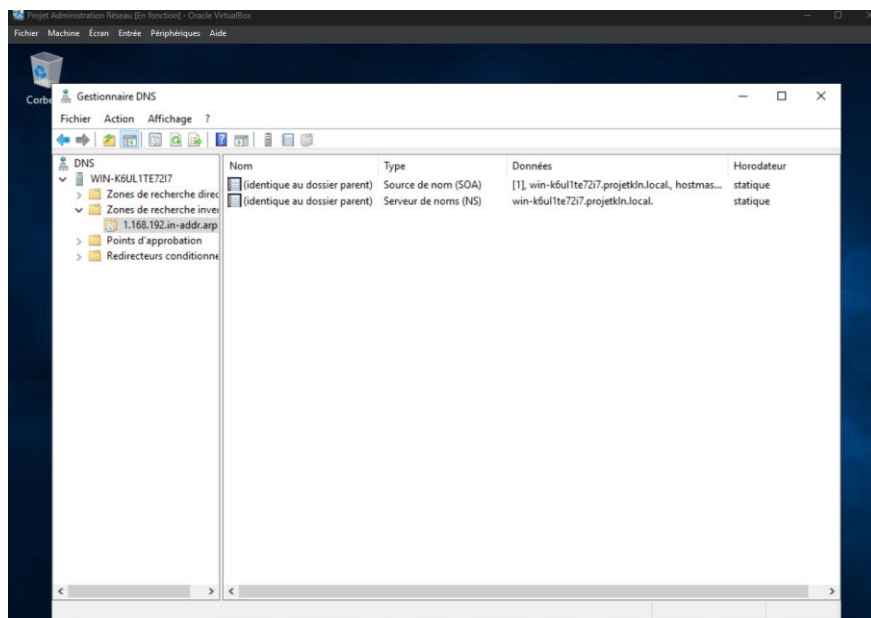 Projet Administration Réseau [En fonction] - Oracle VirtualBox
Fichier Machine Écran Entrée Périphériques Aide
Corbe
Gestionnaire DNS
Fichier Action Affichage ?
DNS
WIN-K6UL1TE72I7
Zones de recherche direc
Zones de recherche inver
1.168.192.in-addr.arp
Points d'approbation
Redirecteurs conditionne
Nom Type Données Horodateur
(identique au dossier parent) Source de nom (SOA) [1], win-k6ul1te72i7.projetkln.local., hostmas... statique
(identique au dossier parent) Serveur de noms (NS) win-k6ul1te72i7.projetkln.local. statique